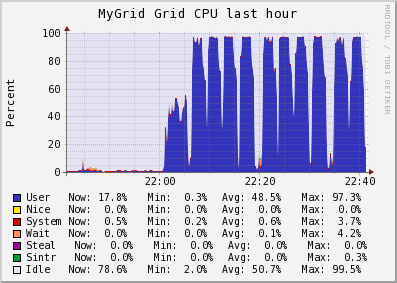 MyGrid Grid CPU last hour
RRDTOOL / TOBI OETIKER
Percent
100
80
60
40
20
0
22:00 22:20 22:40
User Now: 17.8% Min: 0.3% Avg: 48.5% Max: 97.3%
Nice Now: 0.0% Min: 0.0% Avg: 0.0% Max: 0.0%
System Now: 0.5% Min: 0.2% Avg: 0.6% Max: 3.7%
Wait Now: 0.0% Min: 0.0% Avg: 0.1% Max: 4.2%
Steal Now: 0.0% Min: 0.0% Avg: 0.0% Max: 0.0%
Sintr Now: 0.0% Min: 0.0% Avg: 0.0% Max: 0.3%
Idle Now: 78.6% Min: 2.0% Avg: 50.7% Max: 99.5%